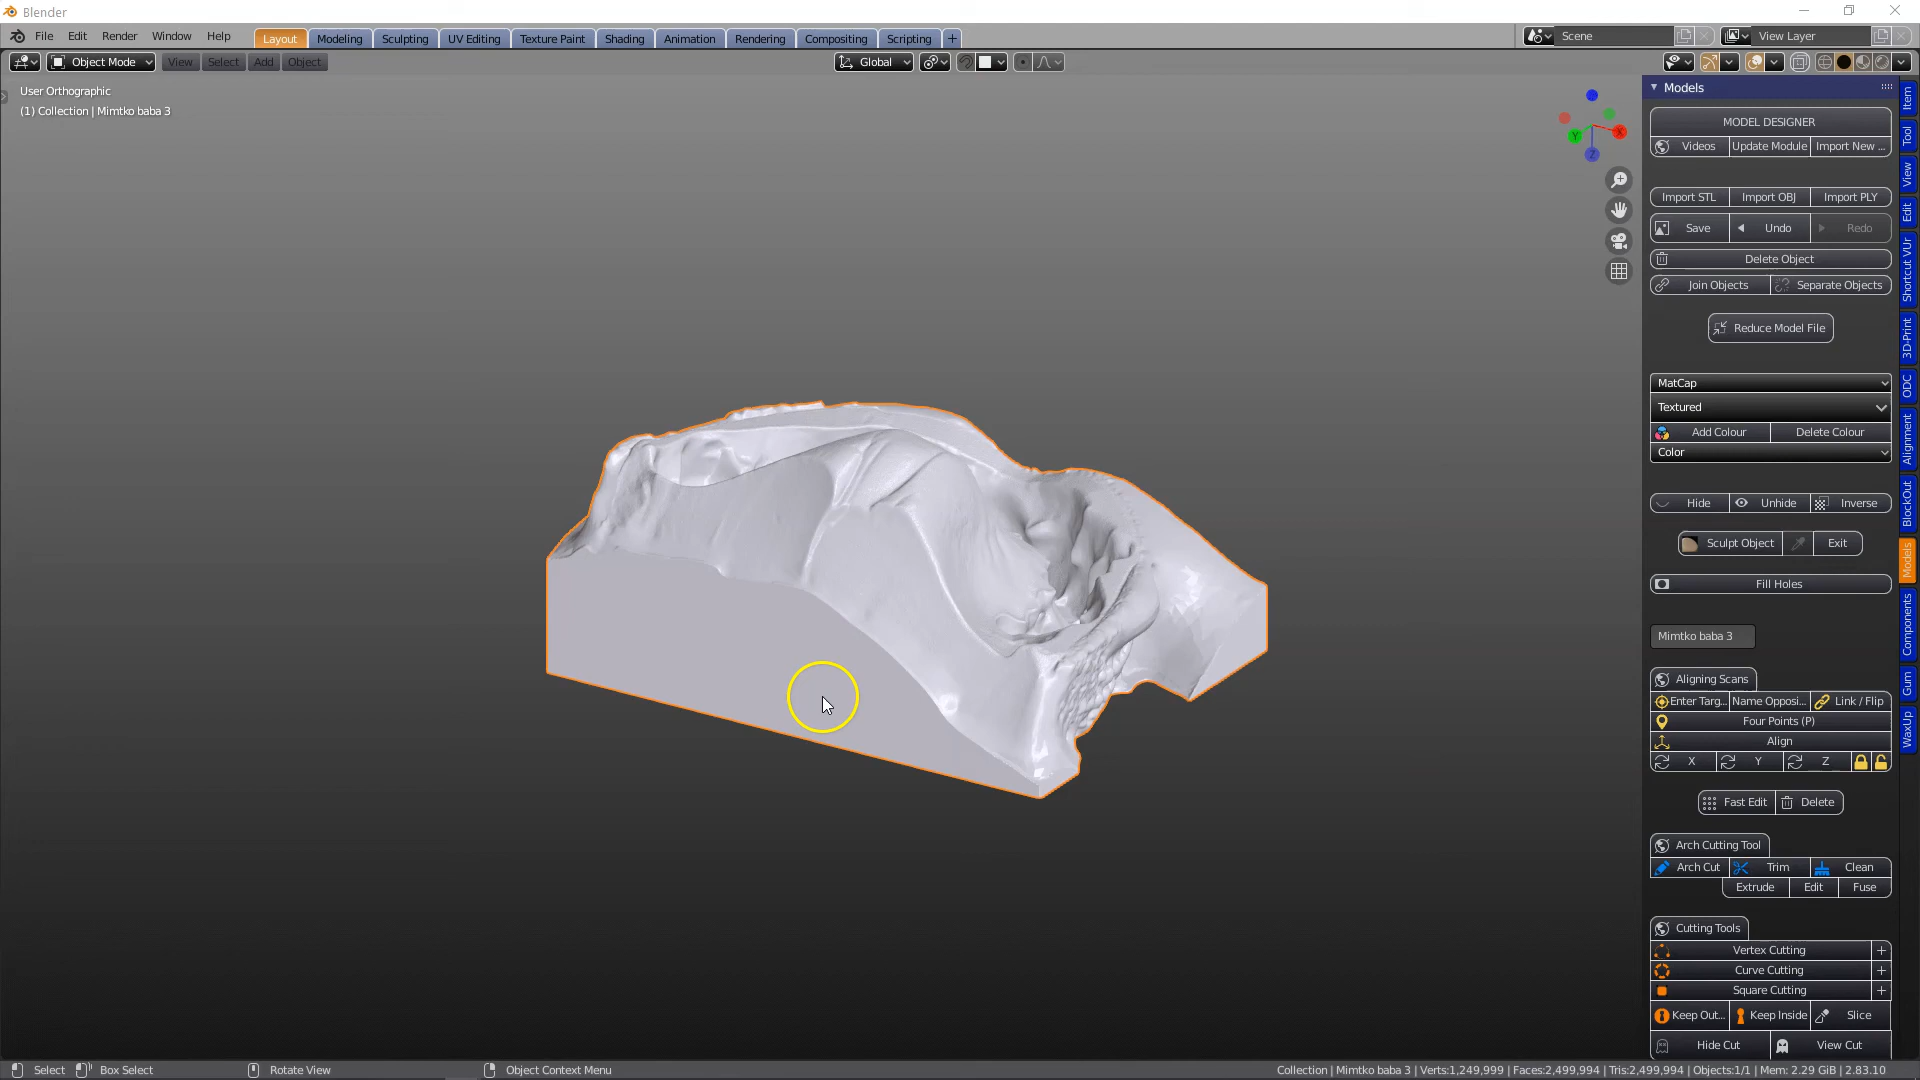 Blender
File Edit Render Window Help Layout Modeling Sculpting UV Editing Texture Paint Shading Animation Rendering Compositing Scripting + Scene View Layer
Object Mode View Select Add Object Global
User Orthographic
(1) Collection | Mimtko baba 3
X Y Z
Models
MODEL DESIGNER
Videos Update Module Import New ...
Import STL Import OBJ Import PLY
Save Undo Redo
Delete Object
Join Objects Separate Objects
Reduce Model File
MatCap
Textured
Add Colour Delete Colour
Color
Hide Unhide Inverse
Sculpt Object Exit
Fill Holes
Mimtko baba 3
Aligning Scans
Enter Targ... Name Opposi... Link / Flip
Four Points (P)
Align
X Y Z
Fast Edit Delete
Arch Cutting Tool
Arch Cut Trim Clean
Extrude Edit Fuse
Cutting Tools
Vertex Cutting +
Curve Cutting +
Square Cutting +
Keep Out... Keep Inside Slice
Hide Cut View Cut
Item
Tool
View
Edit
Shortcut VUr
3D-Print
ODC
Alignment
BlockOut
Models
Components
Gum
WaxUp
Select Box Select Rotate View Object Context Menu Collection | Mimtko baba 3 | Verts:1,249,999 | Faces:2,499,994 | Tris:2,499,994 | Objects:1/1 | Mem: 2.29 GiB | 2.83.10